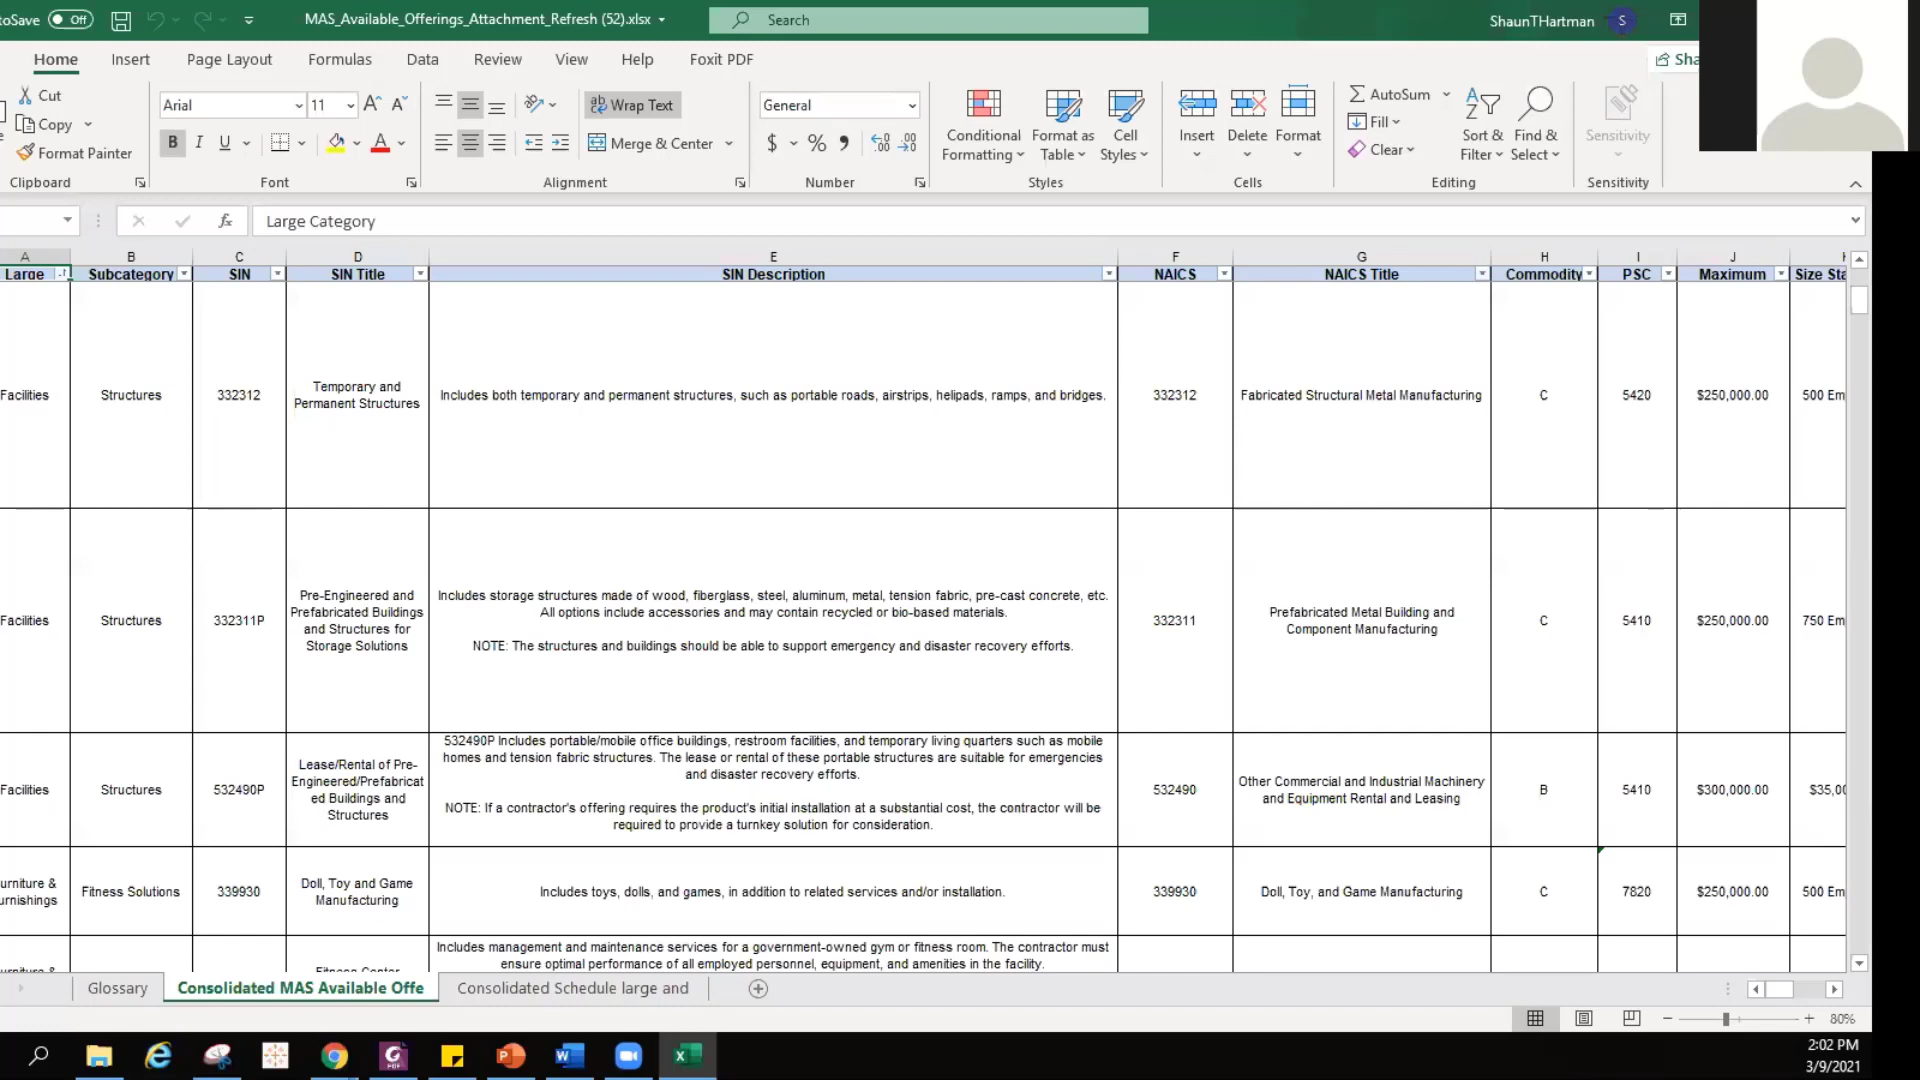 oSave Off MAS_Available_Offerings_Attachment_Refresh (52).xlsx Search ShaunTHartman S
Home Insert Page Layout Formulas Data Review View Help Foxit PDF Sha
Cut
Copy
Format Painter
Clipboard
Arial 11
B I U A
Font
Wrap Text
Merge & Center
Alignment
General
$ % ,
Number
Conditional
Formatting
Format as
Table
Cell
Styles
Styles
Insert
Delete
Format
Cells
AutoSum
Fill
Clear
Sort &
Filter
Find &
Select
Editing
Sensitivity
Sensitivity
fx Large Category
A B C D E F G H I J
Large Subcategory SIN SIN Title SIN Description NAICS NAICS Title Commodity PSC Maximum Size Sta
Facilities
Structures
332312
Temporary and
Permanent Structures
Includes both temporary and permanent structures, such as portable roads, airstrips, helipads, ramps, and bridges.
332312
Fabricated Structural Metal Manufacturing
C
5420
$250,000.00
500 Em
Facilities
Structures
332311P
Pre-Engineered and
Prefabricated Buildings
and Structures for
Storage Solutions
Includes storage structures made of wood, fiberglass, steel, aluminum, metal, tension fabric, pre-cast concrete, etc.
All options include accessories and may contain recycled or bio-based materials.
NOTE: The structures and buildings should be able to support emergency and disaster recovery efforts.
332311
Prefabricated Metal Building and
Component Manufacturing
C
5410
$250,000.00
750 Em
Facilities
Structures
532490P
Lease/Rental of Pre-
Engineered/Prefabricat
ed Buildings and
Structures
532490P Includes portable/mobile office buildings, restroom facilities, and temporary living quarters such as mobile
homes and tension fabric structures. The lease or rental of these portable structures are suitable for emergencies
and disaster recovery efforts.
NOTE: If a contractor's offering requires the product's initial installation at a substantial cost, the contractor will be
required to provide a turnkey solution for consideration.
532490
Other Commercial and Industrial Machinery
and Equipment Rental and Leasing
B
5410
$300,000.00
$35,00
urniture &
urnishings
Fitness Solutions
339930
Doll, Toy and Game
Manufacturing
Includes toys, dolls, and games, in addition to related services and/or installation.
339930
Doll, Toy, and Game Manufacturing
C
7820
$250,000.00
500 Em
urniture &
Fitness Center
Includes management and maintenance services for a government-owned gym or fitness room. The contractor must
ensure optimal performance of all employed personnel, equipment, and amenities in the facility.
Glossary Consolidated MAS Available Offe Consolidated Schedule large and
80%
2:02 PM
3/9/2021